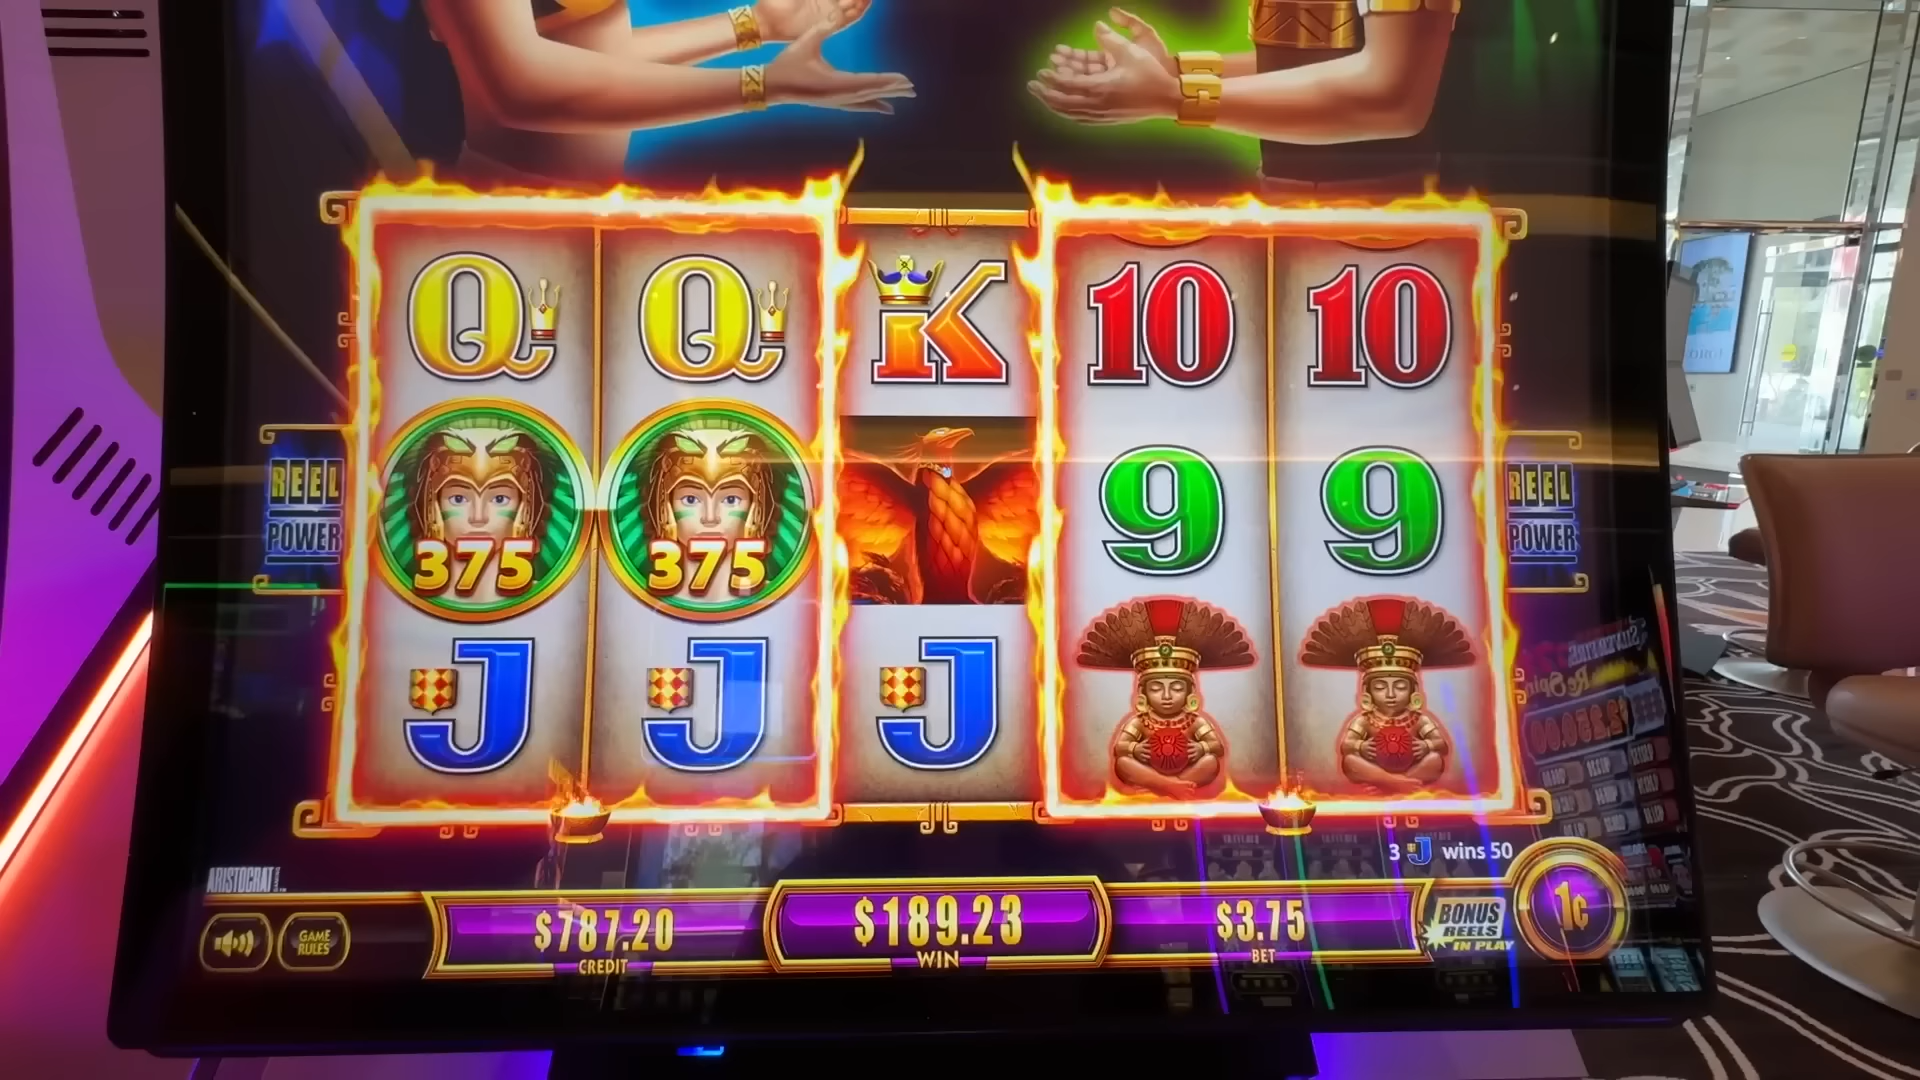 Q Q K 10 10
375 375 9 9
J J J
REEL
POWER
REEL
POWER
3 J wins 50
ARISTOCRAT
GAME
RULES
$787.20
CREDIT
$189.23
WIN
$3.75
BET
BONUS
REELS
IN PLAY
1¢